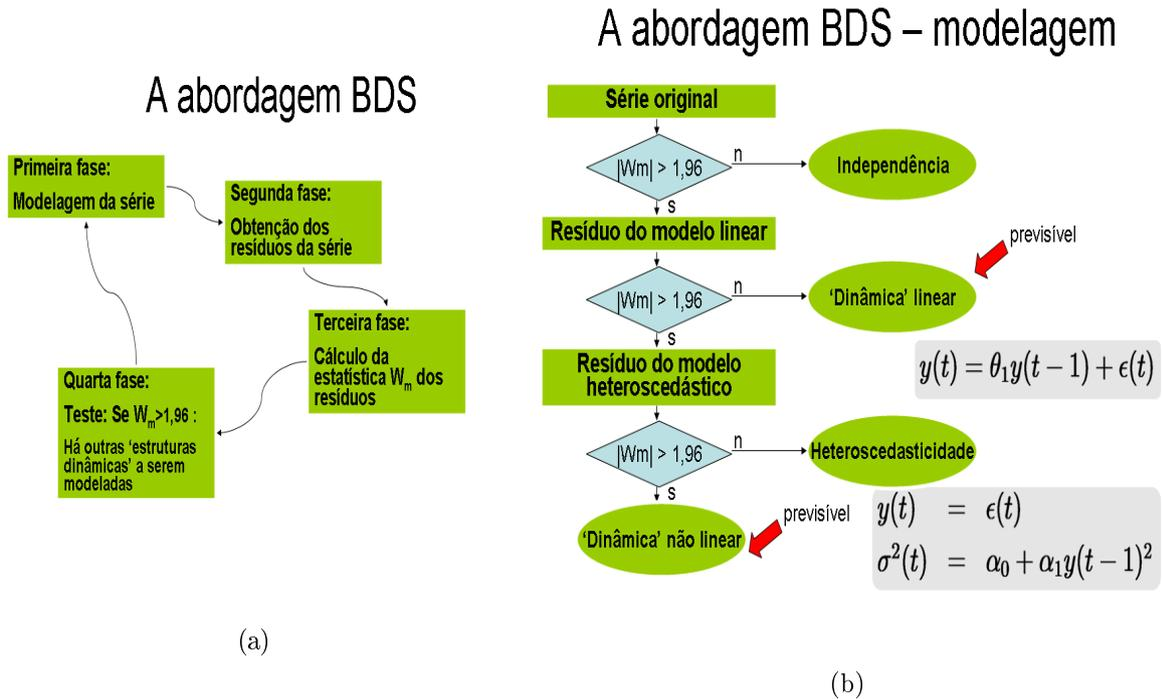 A abordagem BDS
Primeira fase:
Modelagem da série
Segunda fase:
Obtenção dos
resíduos da série
Terceira fase:
Cálculo da
estatística Wm dos
resíduos
Quarta fase:
Teste: Se Wm>1,96 :
Há outras ‘estruturas
dinâmicas’ a serem
modeladas
(a)
A abordagem BDS – modelagem
Série original
|Wm| > 1,96
n
Independência
s
Resíduo do modelo linear
previsível
|Wm| > 1,96
n
‘Dinâmica’ linear
s
y(t) = θ₁y(t − 1) + ϵ(t)
Resíduo do modelo
heteroscedástico
|Wm| > 1,96
n
Heteroscedasticidade
s
‘Dinâmica’ não linear
previsível
y(t) = ϵ(t)
σ²(t) = α₀ + α₁y(t − 1)²
(b)